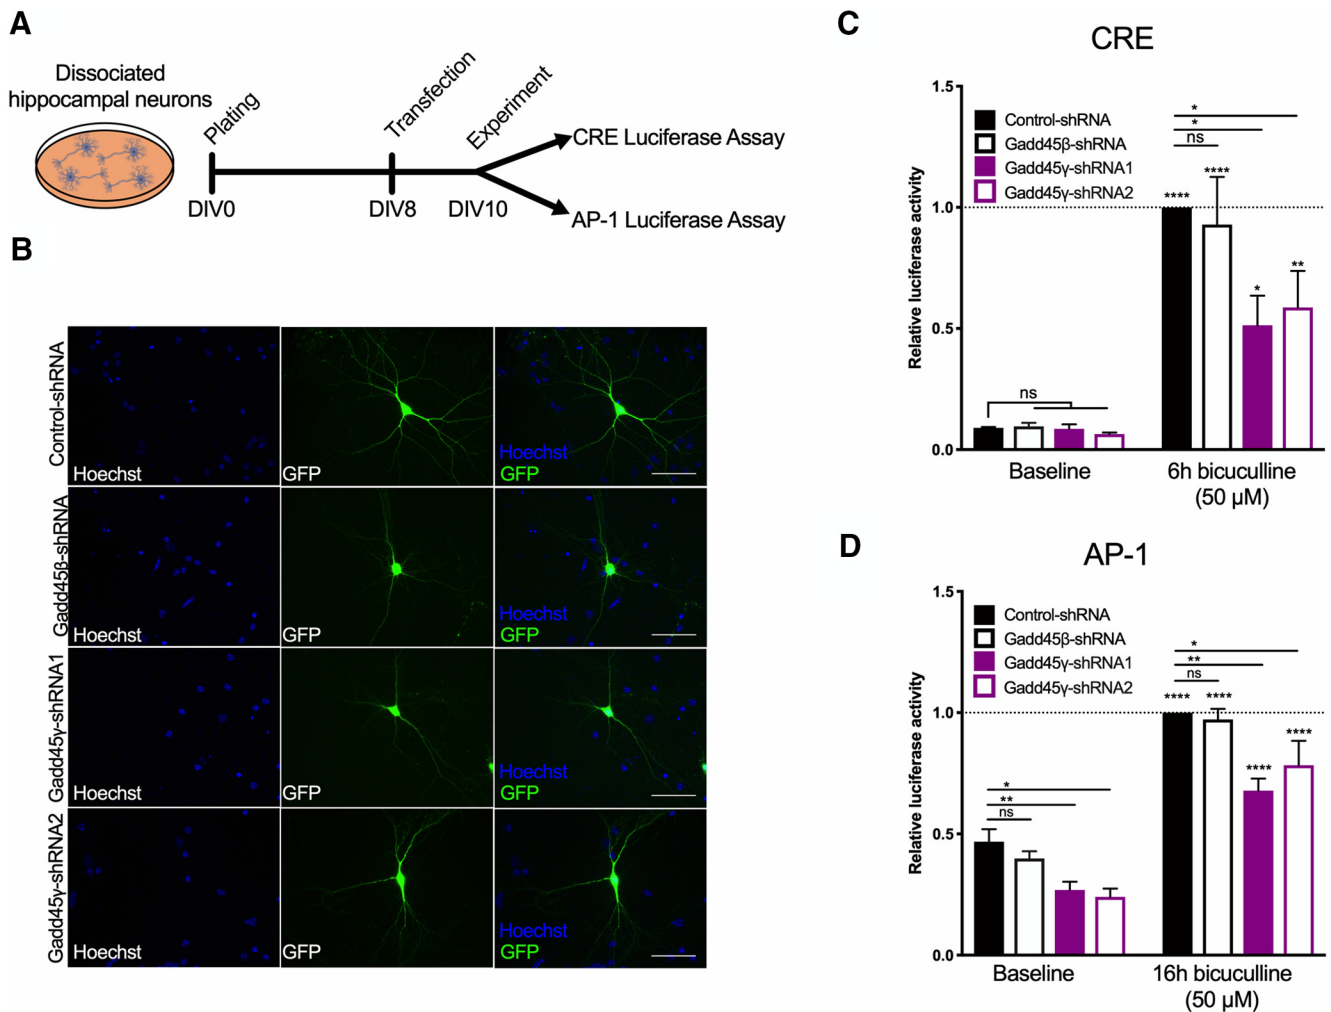 A
Dissociated
hippocampal neurons
Plating
Transfection
Experiment
DIV0
DIV8
DIV10
CRE Luciferase Assay
AP-1 Luciferase Assay
B
Control-shRNA
Hoechst
GFP
Hoechst
GFP
Gadd45β-shRNA
Hoechst
GFP
Hoechst
GFP
Gadd45γ-shRNA1
Hoechst
GFP
Hoechst
GFP
Gadd45γ-shRNA2
Hoechst
GFP
Hoechst
GFP
C
CRE
Relative luciferase activity
1.5
1.0
0.5
0.0
Control-shRNA
Gadd45β-shRNA
Gadd45γ-shRNA1
Gadd45γ-shRNA2
*
*
ns
**** **** * **
ns
Baseline
6h bicuculline
(50 µM)
D
AP-1
Relative luciferase activity
1.5
1.0
0.5
0.0
Control-shRNA
Gadd45β-shRNA
Gadd45γ-shRNA1
Gadd45γ-shRNA2
*
**
ns
**** **** **** ****
*
**
ns
Baseline
16h bicuculline
(50 µM)